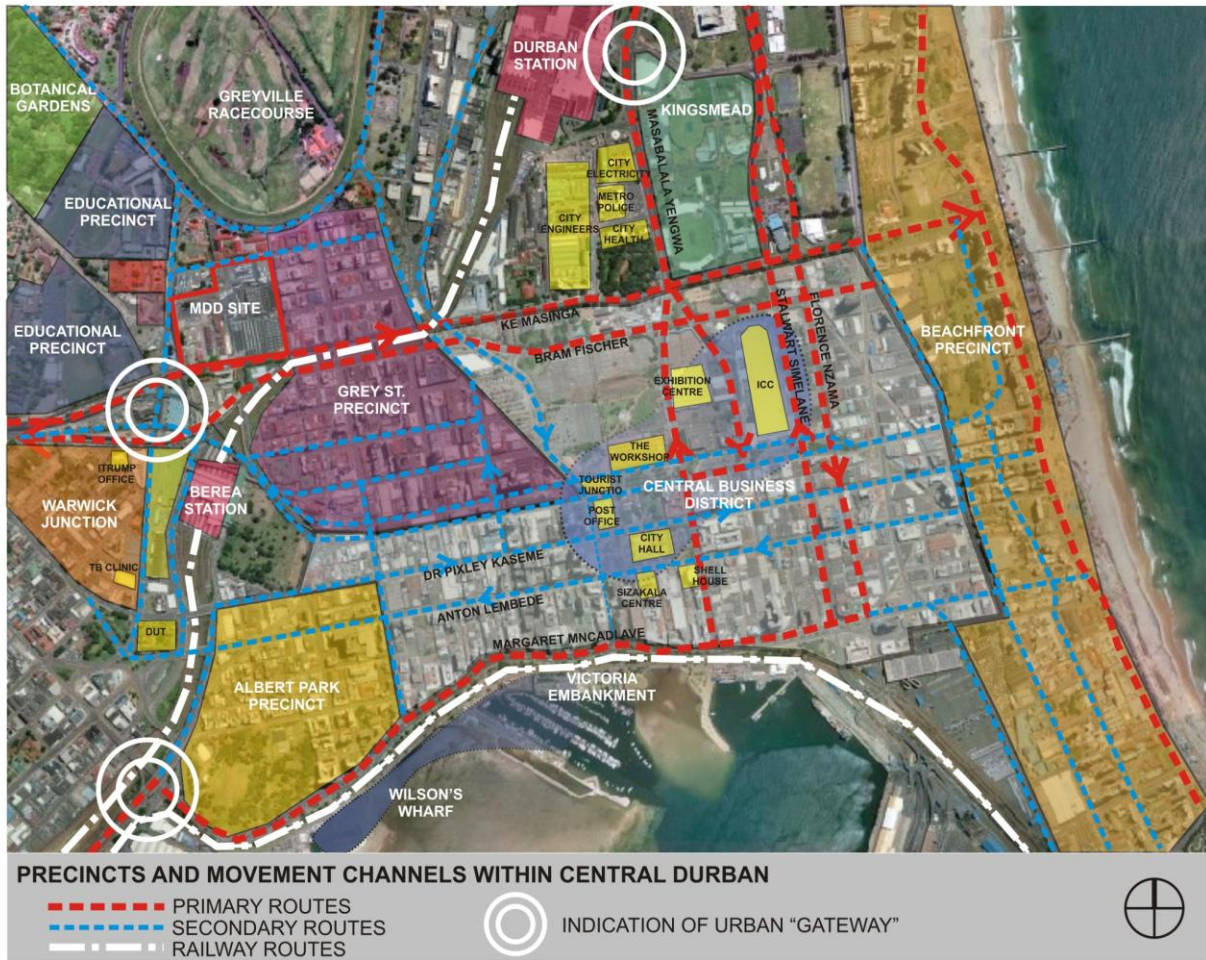 DURBAN
STATION
BOTANICAL
GARDENS
GREYVILLE
RACECOURSE
KINGSMEAD
MASABALALA YENGWA
CITY
ELECTRICITY
METRO
POLICE
CITY
ENGINEERS
CITY
HEALTH
EDUCATIONAL
PRECINCT
MDD SITE
EDUCATIONAL
PRECINCT
KE MASINGA
BRAM FISCHER
STALWART SIMELANE
FLORENCE NZAMA
BEACHFRONT
PRECINCT
GREY ST.
PRECINCT
EXHIBITION
CENTRE
ICC
THE
WORKSHOP
ITRUMP
OFFICE
WARWICK
JUNCTION
BEREA
STATION
TOURIST
JUNCTIO
CENTRAL BUSINESS
DISTRICT
POST
OFFICE
CITY
HALL
DR PIXLEY KASEME
TB CLINIC
SHELL
HOUSE
SIZAKALA
CENTRE
ANTON LEMBEDE
DUT
MARGARET MNCADLAVE
ALBERT PARK
PRECINCT
VICTORIA
EMBANKMENT
WILSON'S
WHARF
PRECINCTS AND MOVEMENT CHANNELS WITHIN CENTRAL DURBAN
PRIMARY ROUTES
SECONDARY ROUTES
RAILWAY ROUTES
INDICATION OF URBAN "GATEWAY"